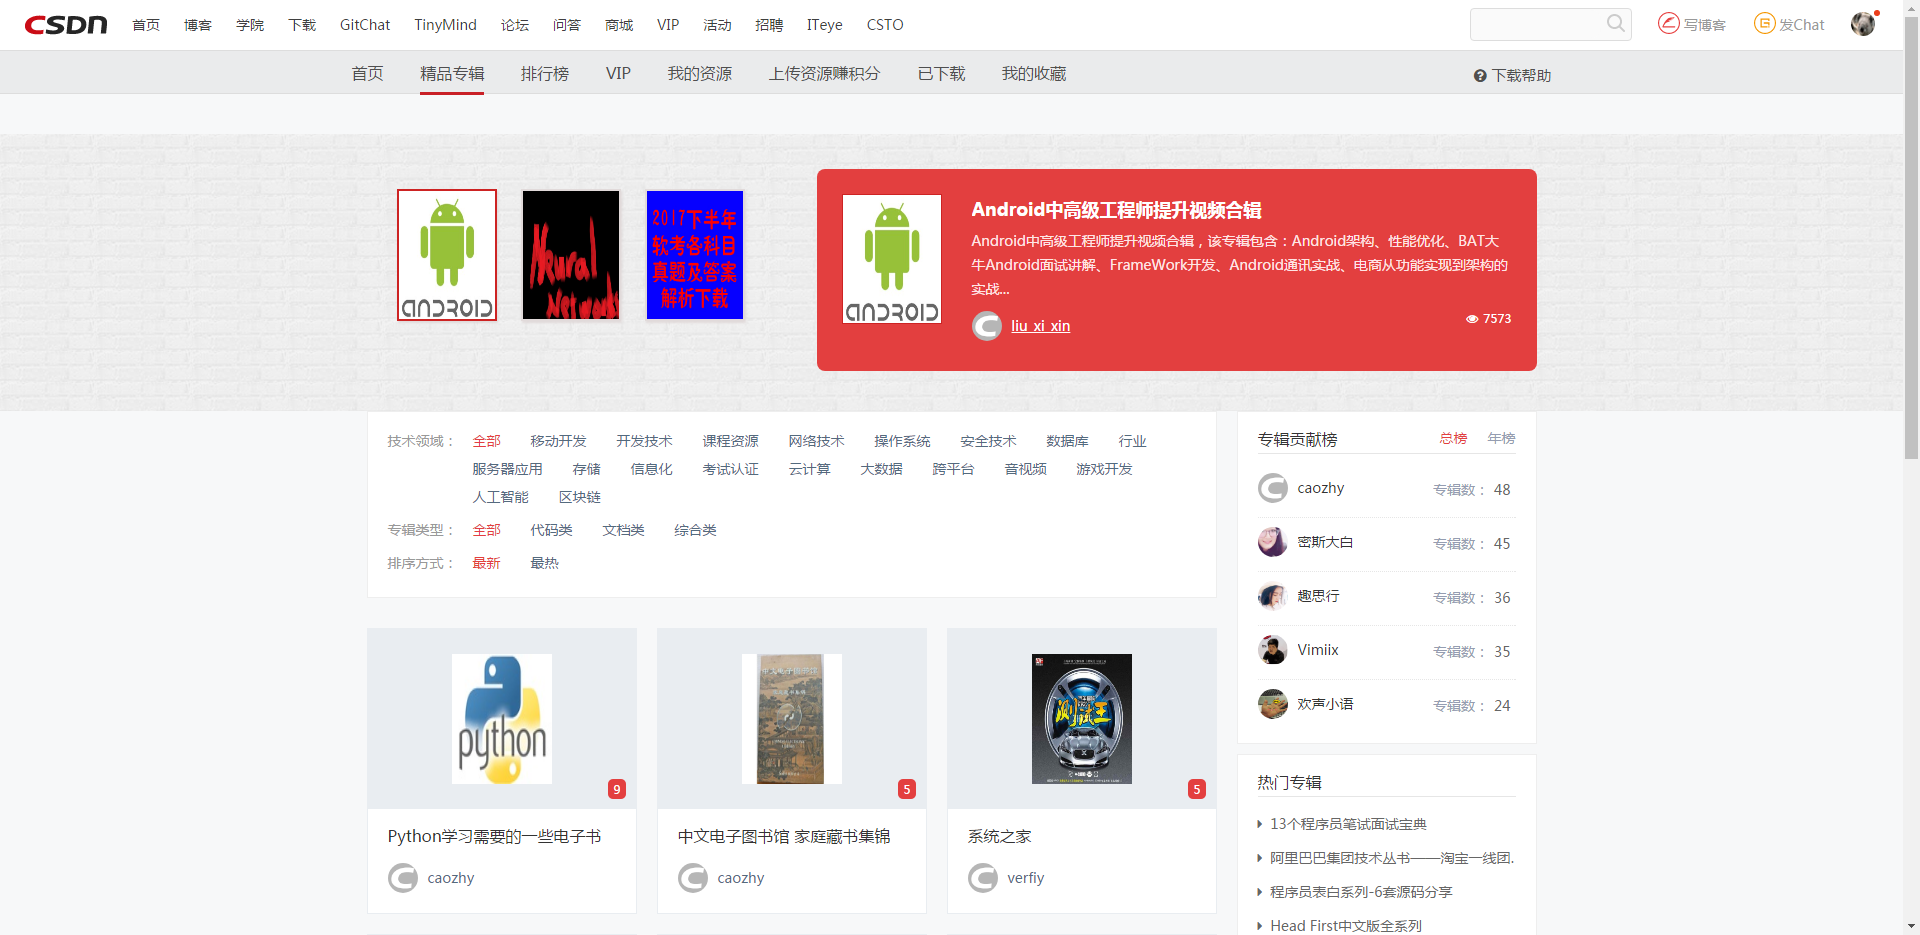 CSDN 首页 博客 学院 下载 GitChat TinyMind 论坛 问答 商城 VIP 活动 招聘 ITeye CSTO 写博客 发Chat
首页 精品专辑 排行榜 VIP 我的资源 上传资源赚积分 已下载 我的收藏 下载帮助
ANDROID
Neural
Network
2017下半年
软考各科目
真题及答案
解析下载
ANDROID
Android中高级工程师提升视频合辑
Android中高级工程师提升视频合辑，该专辑包含：Android架构、性能优化、BAT大
牛Android面试讲解、FrameWork开发、Android通讯实战、电商从功能实现到架构的
实战...
liu_xi_xin 7573
技术领域： 全部 移动开发 开发技术 课程资源 网络技术 操作系统 安全技术 数据库 行业
服务器应用 存储 信息化 考试认证 云计算 大数据 跨平台 音视频 游戏开发
人工智能 区块链
专辑类型： 全部 代码类 文档类 综合类
排序方式： 最新 最热
python
9
Python学习需要的一些电子书
caozhy
5
中文电子图书馆 家庭藏书集锦
caozhy
测试王
5
系统之家
verfiy
专辑贡献榜 总榜 年榜
caozhy 专辑数： 48
密斯大白 专辑数： 45
趣思行 专辑数： 36
Vimiix 专辑数： 35
欢声小语 专辑数： 24
热门专辑
13个程序员笔试面试宝典
阿里巴巴集团技术丛书——淘宝一线团.
程序员表白系列-6套源码分享
Head First中文版全系列